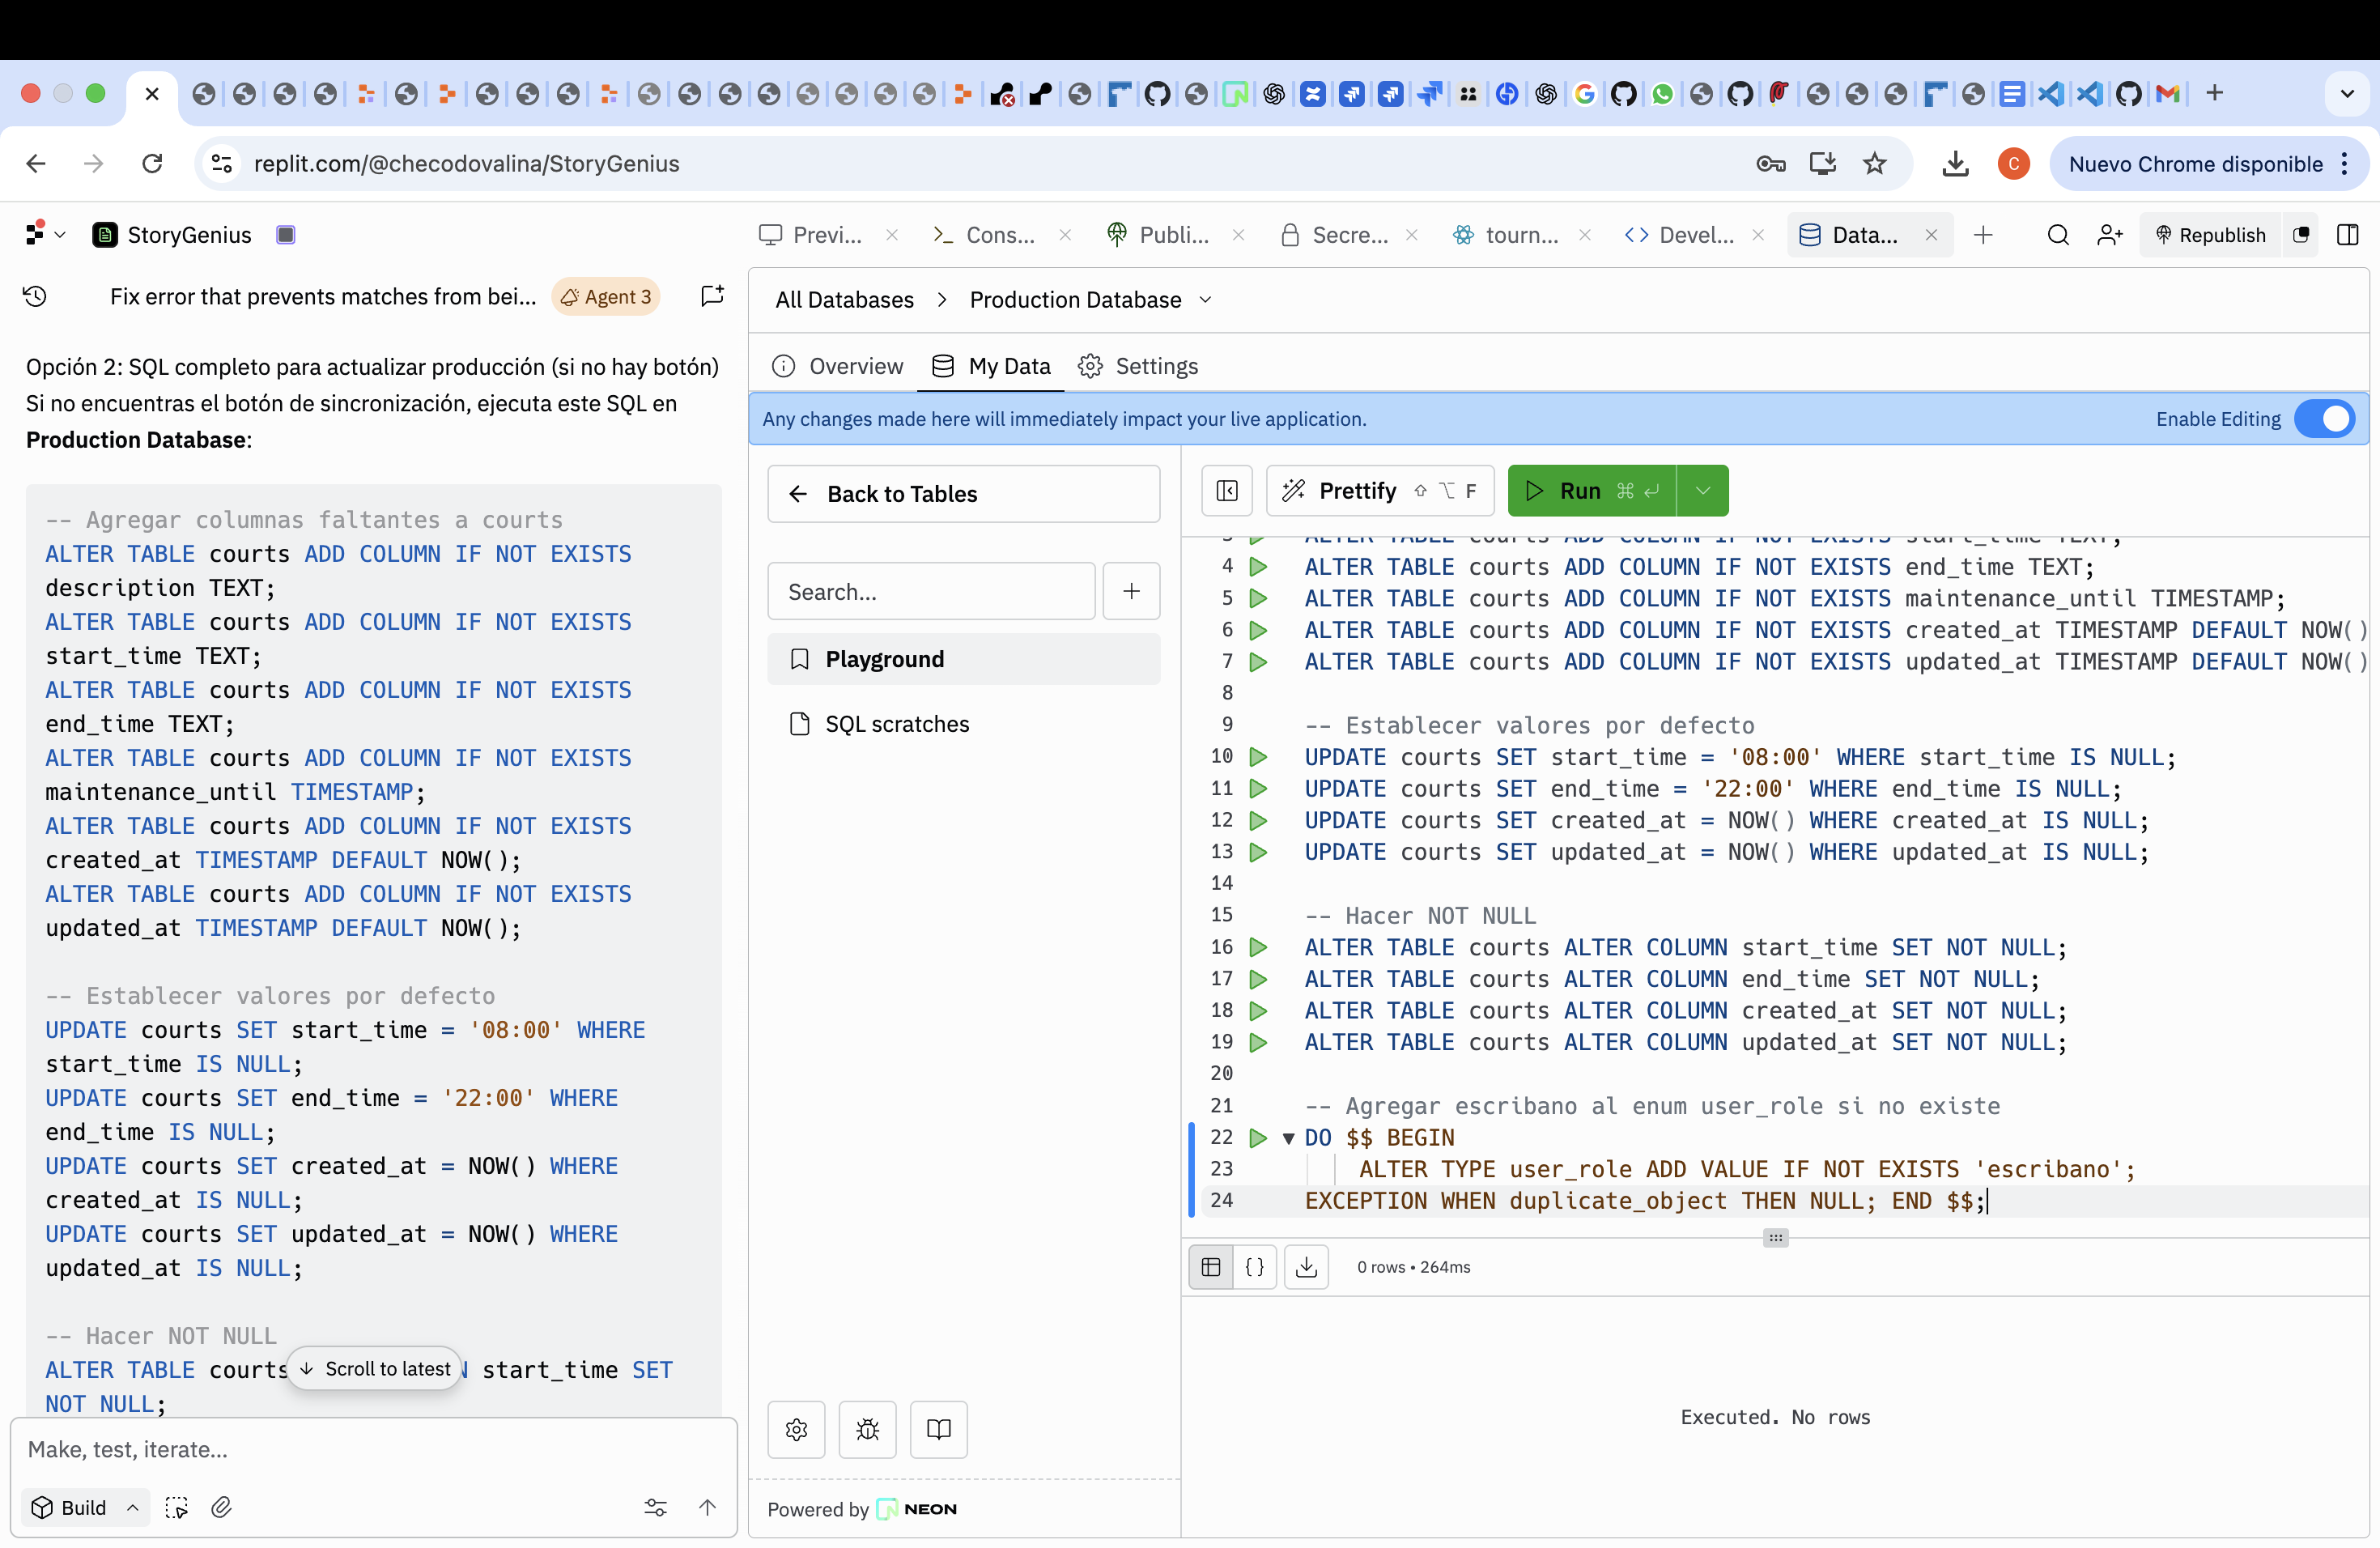 replit.com/@checodovalina/StoryGenius
C
Nuevo Chrome disponible
StoryGenius
Previ...
Cons...
Publi...
Secre...
tourn...
Devel...
Data...
Republish
Fix error that prevents matches from bei...
Agent 3
Opción 2: SQL completo para actualizar producción (si no hay botón)
Si no encuentras el botón de sincronización, ejecuta este SQL en
Production Database:
-- Agregar columnas faltantes a courts
ALTER TABLE courts ADD COLUMN IF NOT EXISTS
description TEXT;
ALTER TABLE courts ADD COLUMN IF NOT EXISTS
start_time TEXT;
ALTER TABLE courts ADD COLUMN IF NOT EXISTS
end_time TEXT;
ALTER TABLE courts ADD COLUMN IF NOT EXISTS
maintenance_until TIMESTAMP;
ALTER TABLE courts ADD COLUMN IF NOT EXISTS
created_at TIMESTAMP DEFAULT NOW();
ALTER TABLE courts ADD COLUMN IF NOT EXISTS
updated_at TIMESTAMP DEFAULT NOW();
-- Establecer valores por defecto
UPDATE courts SET start_time = '08:00' WHERE
start_time IS NULL;
UPDATE courts SET end_time = '22:00' WHERE
end_time IS NULL;
UPDATE courts SET created_at = NOW() WHERE
created_at IS NULL;
UPDATE courts SET updated_at = NOW() WHERE
updated_at IS NULL;
-- Hacer NOT NULL
ALTER TABLE courts start_time SET
NOT NULL;
Scroll to latest
Make, test, iterate...
Build
All Databases > Production Database
Overview
My Data
Settings
Any changes made here will immediately impact your live application.
Enable Editing
Back to Tables
Search...
Playground
SQL scratches
Powered by NEON
Prettify ⇧ ⌥ F
Run ⌘ ↵
3 ALTER TABLE courts ADD COLUMN IF NOT EXISTS start_time TEXT;
4 ALTER TABLE courts ADD COLUMN IF NOT EXISTS end_time TEXT;
5 ALTER TABLE courts ADD COLUMN IF NOT EXISTS maintenance_until TIMESTAMP;
6 ALTER TABLE courts ADD COLUMN IF NOT EXISTS created_at TIMESTAMP DEFAULT NOW()
7 ALTER TABLE courts ADD COLUMN IF NOT EXISTS updated_at TIMESTAMP DEFAULT NOW()
8
9 -- Establecer valores por defecto
10 UPDATE courts SET start_time = '08:00' WHERE start_time IS NULL;
11 UPDATE courts SET end_time = '22:00' WHERE end_time IS NULL;
12 UPDATE courts SET created_at = NOW() WHERE created_at IS NULL;
13 UPDATE courts SET updated_at = NOW() WHERE updated_at IS NULL;
14
15 -- Hacer NOT NULL
16 ALTER TABLE courts ALTER COLUMN start_time SET NOT NULL;
17 ALTER TABLE courts ALTER COLUMN end_time SET NOT NULL;
18 ALTER TABLE courts ALTER COLUMN created_at SET NOT NULL;
19 ALTER TABLE courts ALTER COLUMN updated_at SET NOT NULL;
20
21 -- Agregar escribano al enum user_role si no existe
22 DO $$ BEGIN
23 ALTER TYPE user_role ADD VALUE IF NOT EXISTS 'escribano';
24 EXCEPTION WHEN duplicate_object THEN NULL; END $$;
{}
0 rows • 264ms
Executed. No rows